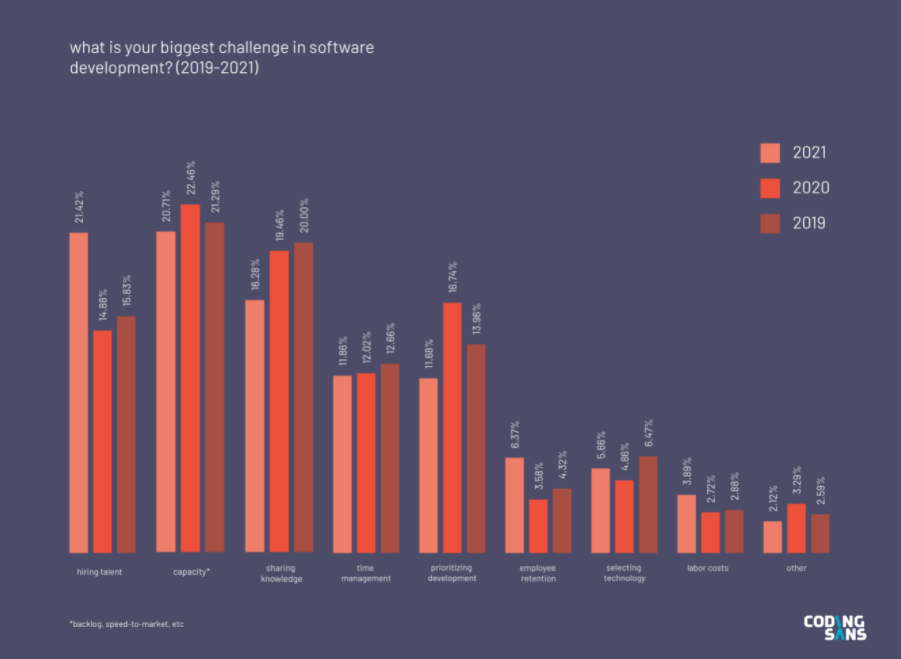 what is your biggest challenge in software
development? (2019-2021)
2021
2020
2019
21.42%
14.88%
15.83%
20.71%
22.46%
21.29%
16.28%
19.46%
20.00%
11.86%
12.02%
12.66%
11.68%
16.74%
13.96%
6.37%
3.58%
4.32%
5.66%
4.86%
6.47%
3.89%
2.72%
2.88%
2.12%
3.29%
2.59%
hiring talent
capacity*
sharing
knowledge
time
management
prioritizing
development
employee
retention
selecting
technology
labor costs
other
*backlog, speed-to-market, etc
CODING
SANS